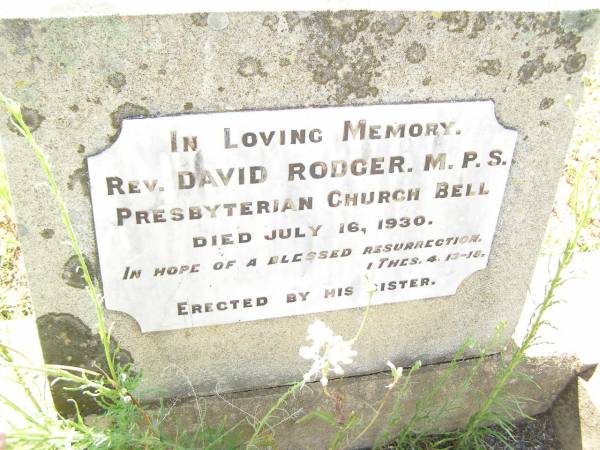 In Loving Memory.
Rev. DAVID RODGER. M. P. S.
Presbyterian Church Bell
DIED JULY 16, 1930.
In hope of a blessed resurrection.
1 Thes. 4. 13-18.
Erected by his sister.